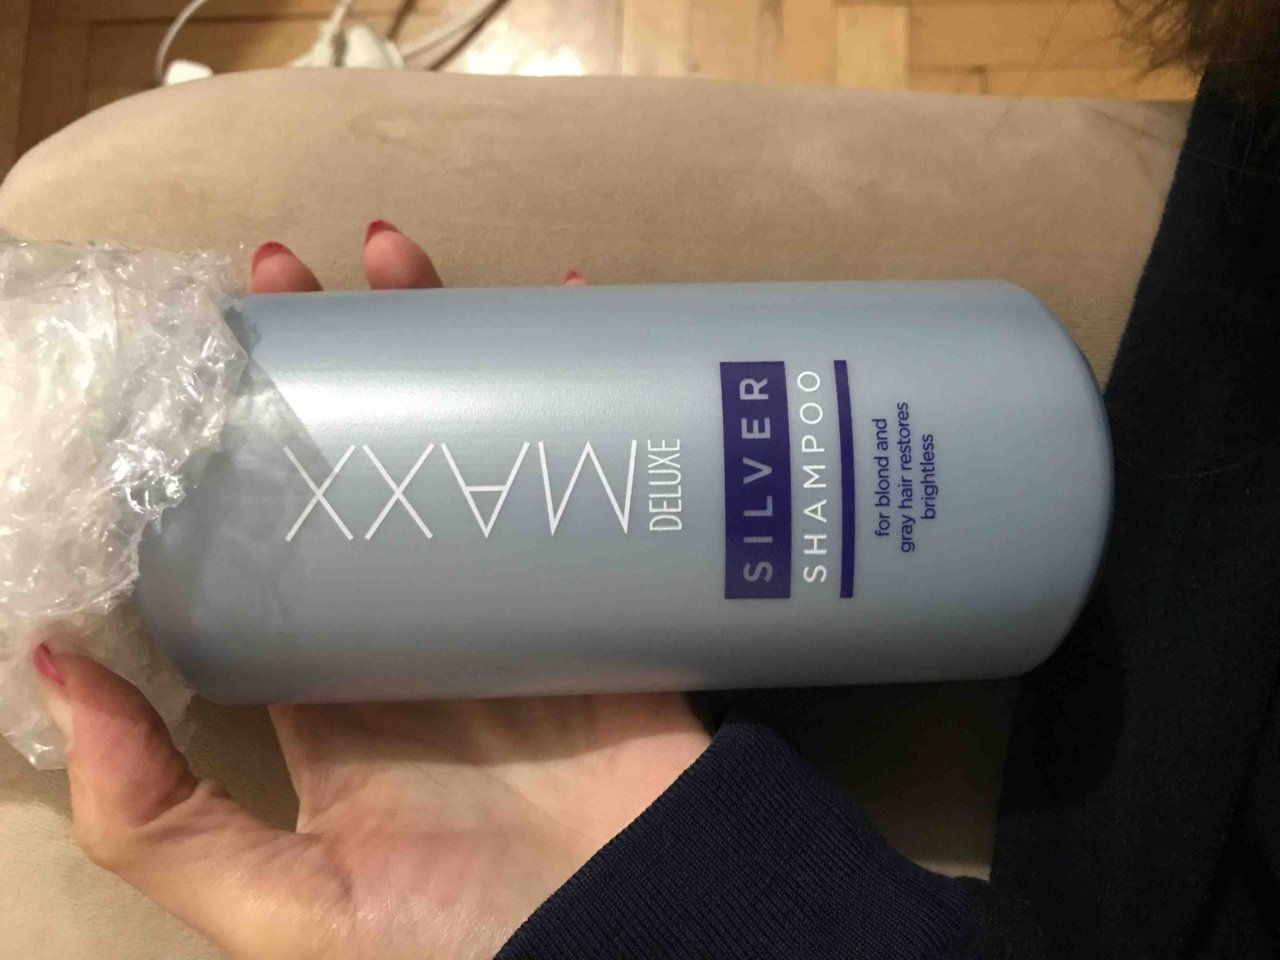 MAXX
DELUXE
SILVER
SHAMPOO
for blond and
gray hair restores
brightless